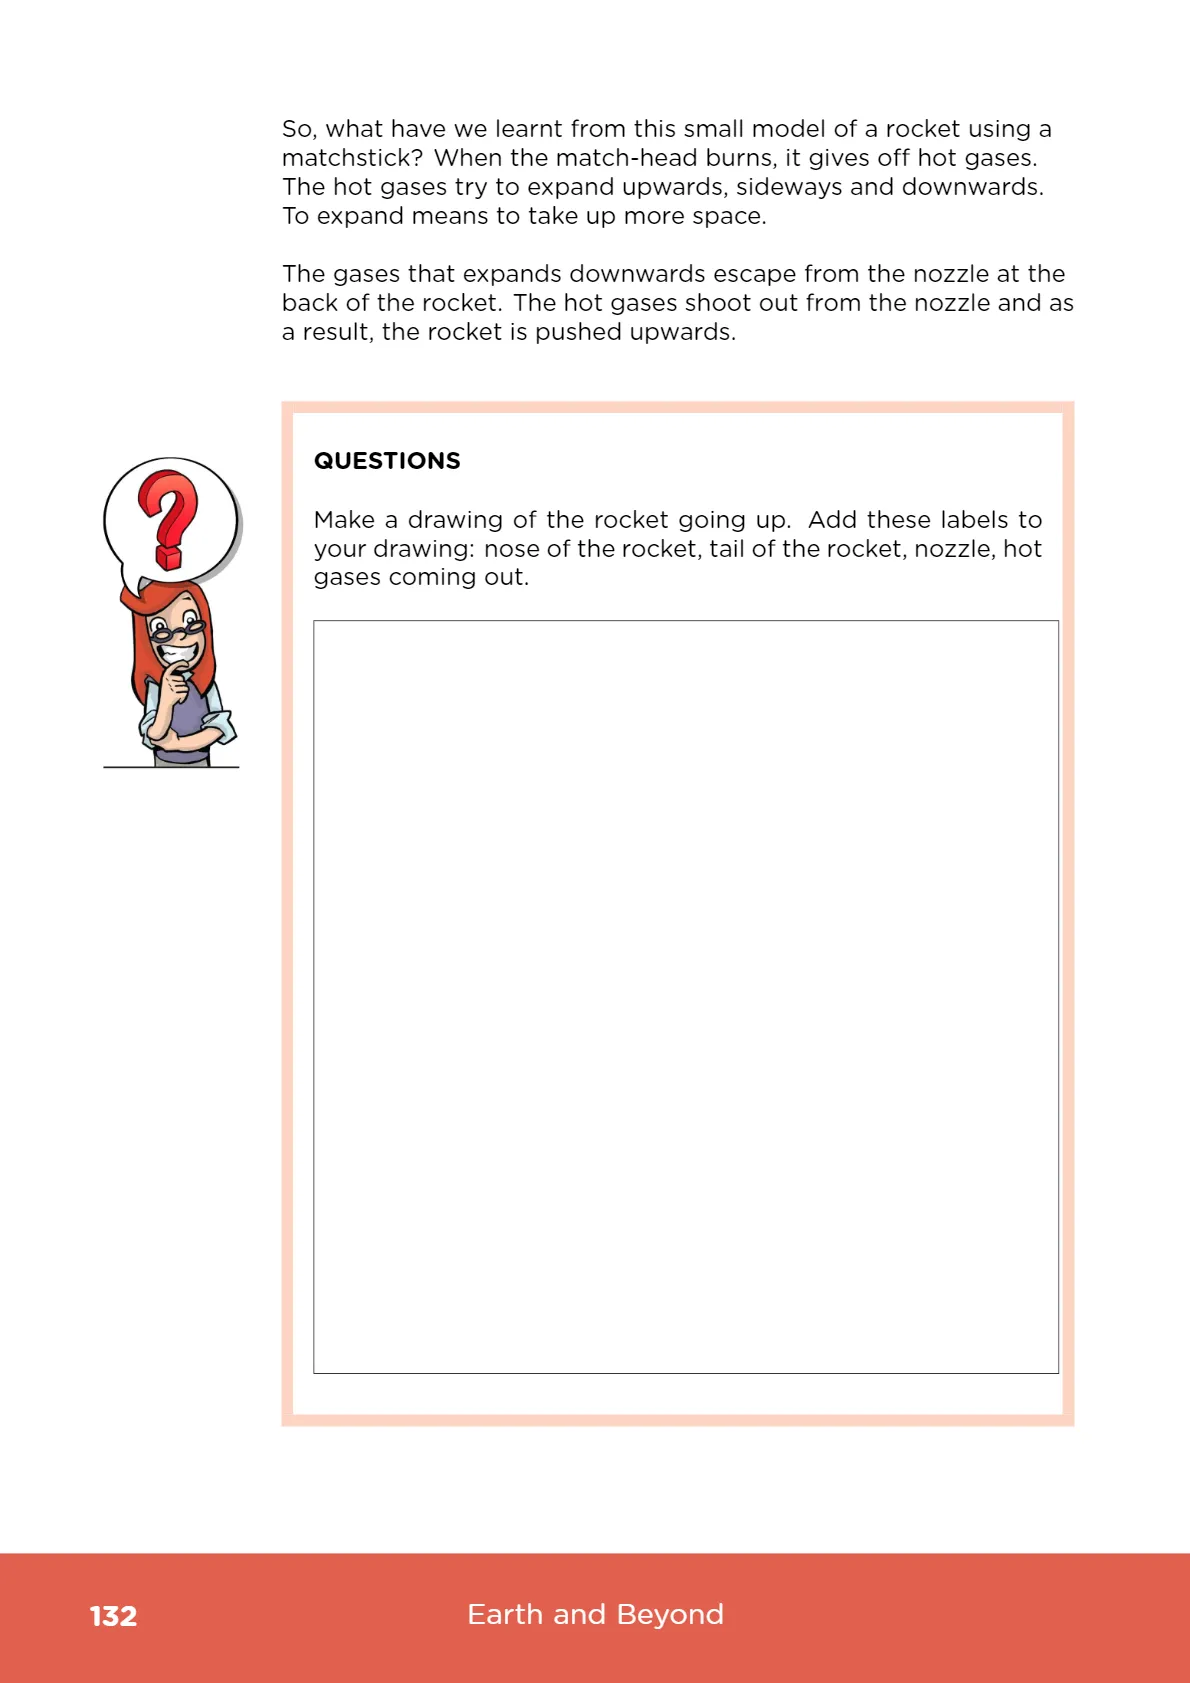 So, what have we learnt from this small model of a rocket using a
matchstick? When the match-head burns, it gives off hot gases.
The hot gases try to expand upwards, sideways and downwards.
To expand means to take up more space.
The gases that expands downwards escape from the nozzle at the
back of the rocket. The hot gases shoot out from the nozzle and as
a result, the rocket is pushed upwards.
?
QUESTIONS
Make a drawing of the rocket going up. Add these labels to
your drawing: nose of the rocket, tail of the rocket, nozzle, hot
gases coming out.
132
Earth and Beyond